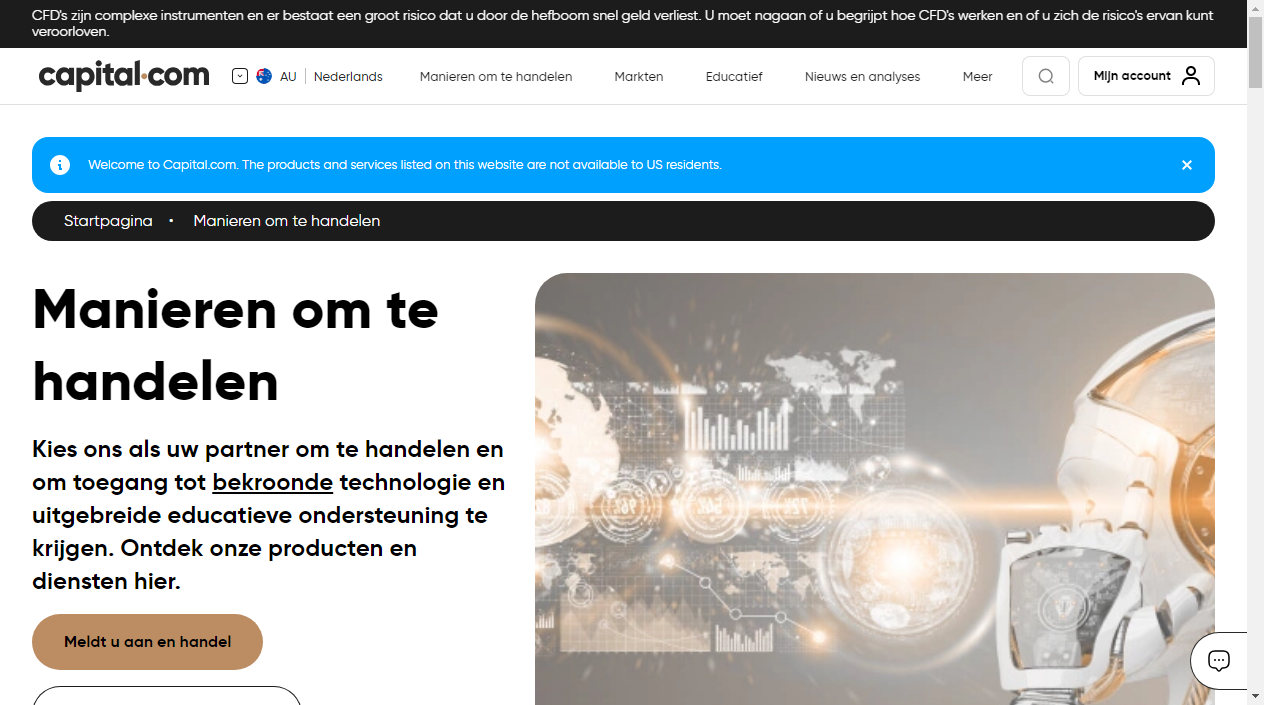 CFD's zijn complexe instrumenten en er bestaat een groot risico dat u door de hefboom snel geld verliest. U moet nagaan of u begrijpt hoe CFD's werken en of u zich de risico's ervan kunt
veroorloven.
capital.com AU Nederlands Manieren om te handelen Markten Educatief Nieuws en analyses Meer Mijn account
Welcome to Capital.com. The products and services listed on this website are not available to US residents.
Startpagina • Manieren om te handelen
Manieren om te
handelen
Kies ons als uw partner om te handelen en
om toegang tot bekroonde technologie en
uitgebreide educatieve ondersteuning te
krijgen. Ontdek onze producten en
diensten hier.
Meldt u aan en handel